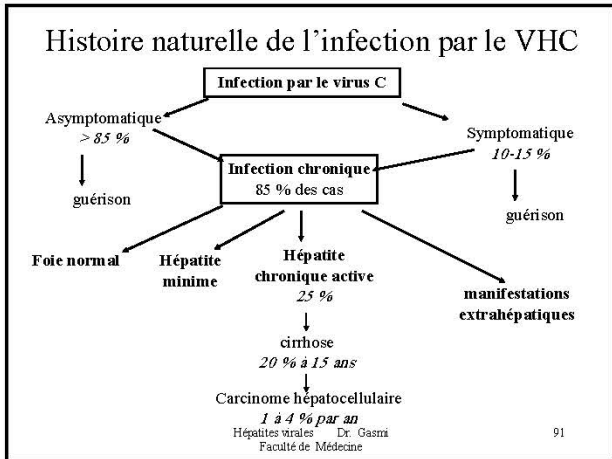 Histoire naturelle de l'infection par le VHC
Infection par le virus C
Asymptomatique
> 85 %
Symptomatique
10-15 %
Infection chronique
85 % des cas
guérison
guérison
Foie normal
Hépatite
minime
Hépatite
chronique active
25 %
manifestations
extrahépatiques
cirrhose
20 % à 15 ans
Carcinome hépatocellulaire
1 à 4 % par an
Hépatites virales Dr. Gasmi
Faculté de Médecine
91